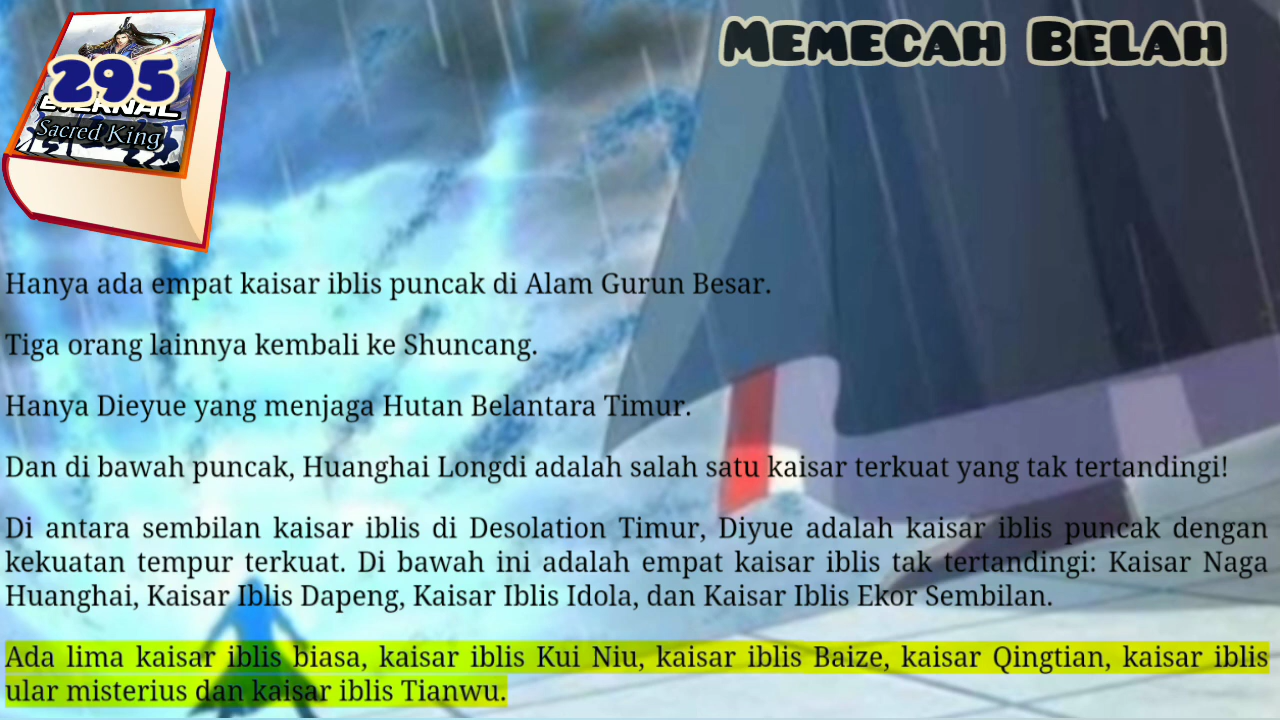 295
ETERNAL
Sacred King
Memecah Belah
Hanya ada empat kaisar iblis puncak di Alam Gurun Besar.
Tiga orang lainnya kembali ke Shuncang.
Hanya Dieyue yang menjaga Hutan Belantara Timur.
Dan di bawah puncak, Huanghai Longdi adalah salah satu kaisar terkuat yang tak tertandingi!
Di antara sembilan kaisar iblis di Desolation Timur, Diyue adalah kaisar iblis puncak dengan
kekuatan tempur terkuat. Di bawah ini adalah empat kaisar iblis tak tertandingi: Kaisar Naga
Huanghai, Kaisar Iblis Dapeng, Kaisar Iblis Idola, dan Kaisar Iblis Ekor Sembilan.
Ada lima kaisar iblis biasa, kaisar iblis Kui Niu, kaisar iblis Baize, kaisar Qingtian, kaisar iblis
ular misterius dan kaisar iblis Tianwu.